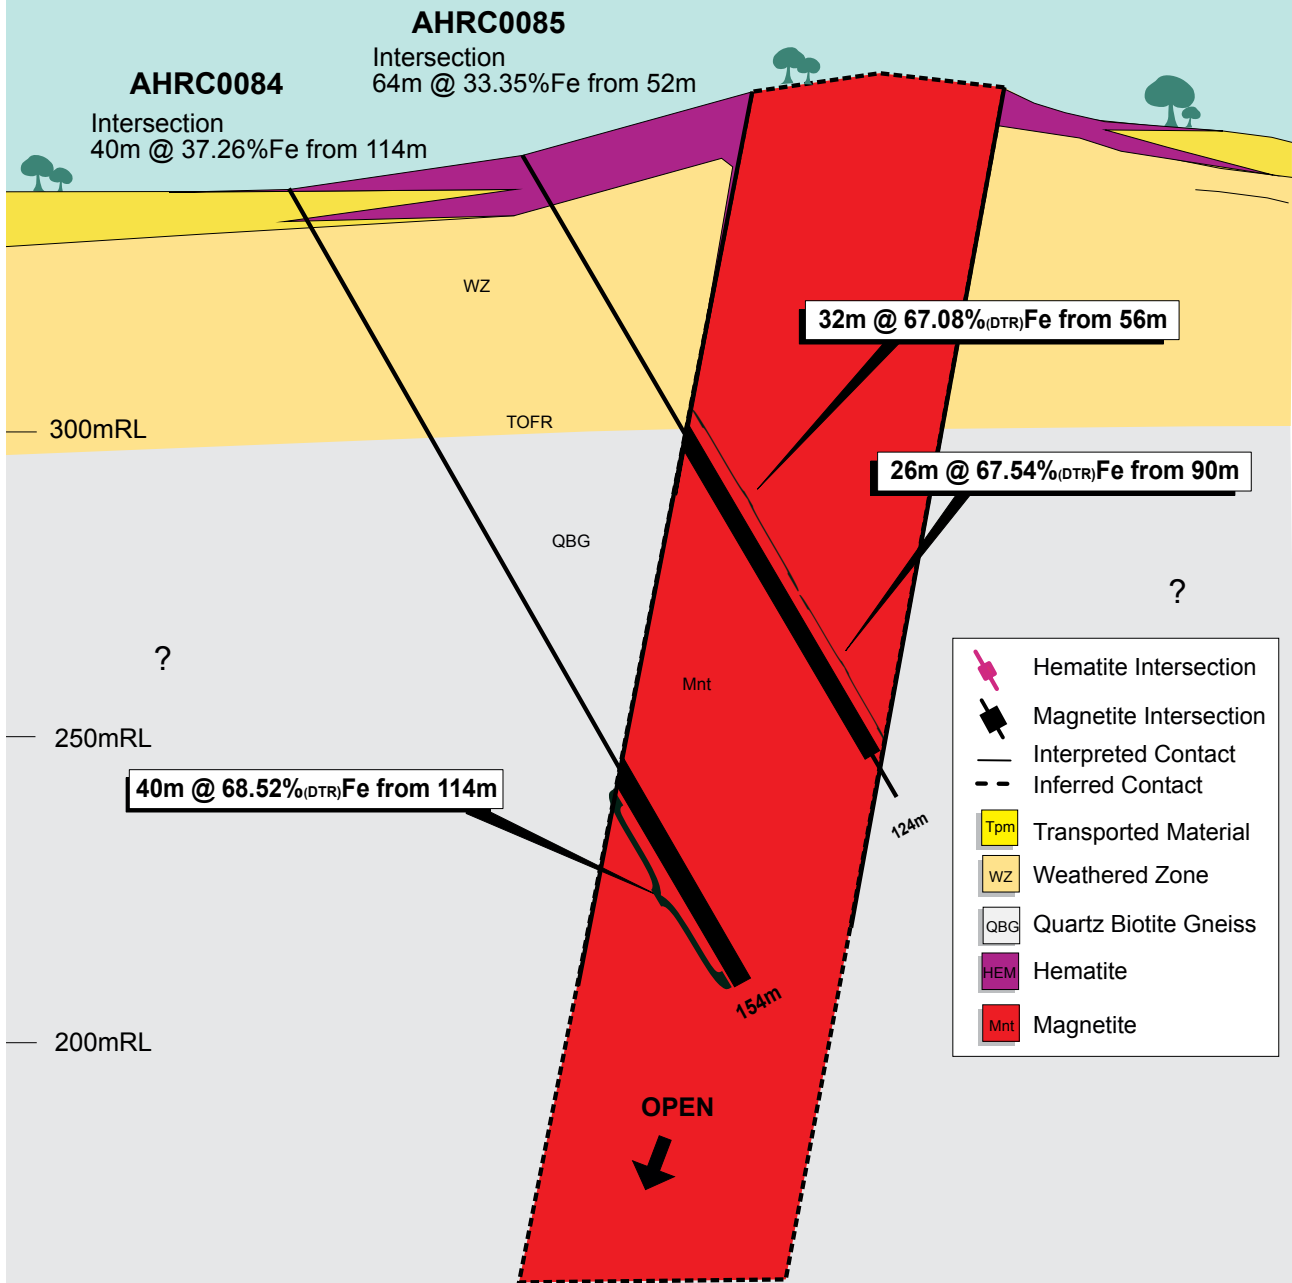 AHRC0085
Intersection
64m @ 33.35%Fe from 52m
AHRC0084
Intersection
40m @ 37.26%Fe from 114m
WZ
32m @ 67.08%(DTR)Fe from 56m
TOFR
300mRL
26m @ 67.54%(DTR)Fe from 90m
QBG
?
?
Mnt
250mRL
40m @ 68.52%(DTR)Fe from 114m
124m
154m
200mRL
OPEN
Hematite Intersection
Magnetite Intersection
Interpreted Contact
Inferred Contact
Tpm Transported Material
WZ Weathered Zone
QBG Quartz Biotite Gneiss
HEM Hematite
Mnt Magnetite